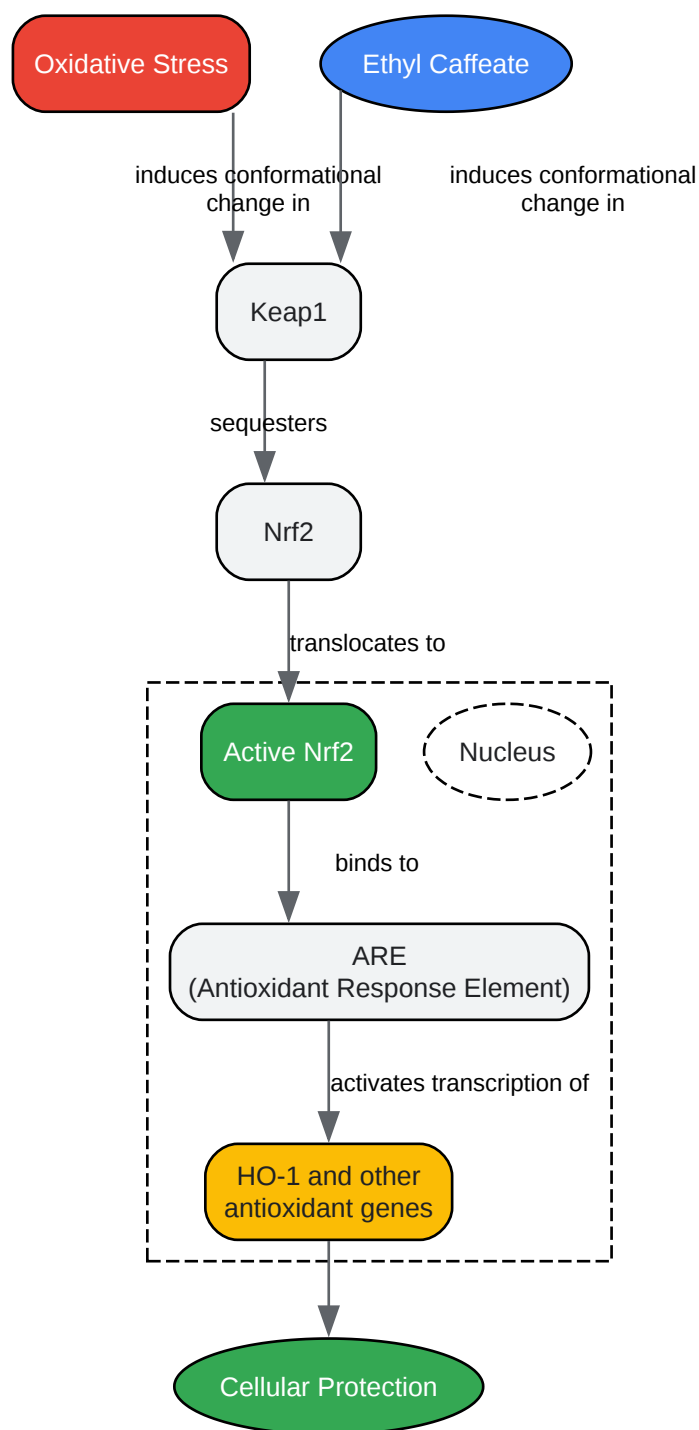 Oxidative Stress
Ethyl Caffeate
induces conformational
change in
induces conformational
change in
Keap1
sequesters
Nrf2
translocates to
Active Nrf2
Nucleus
binds to
ARE
(Antioxidant Response Element)
activates transcription of
HO-1 and other
antioxidant genes
Cellular Protection